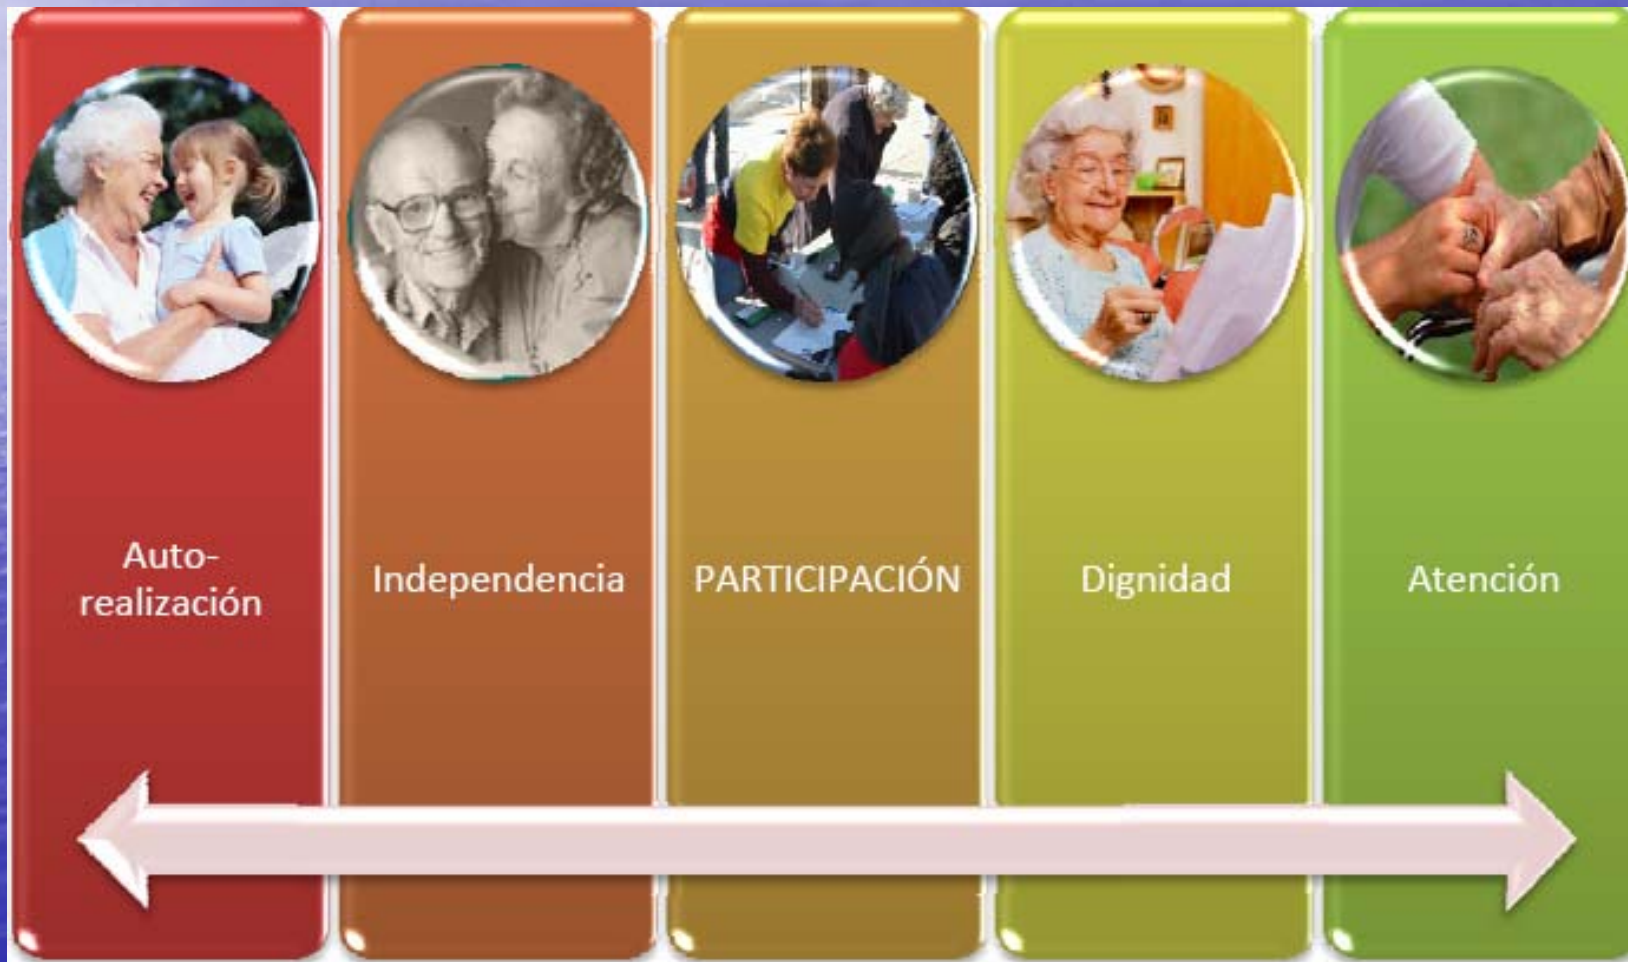 Auto-
realización
Independencia
PARTICIPACIÓN
Dignidad
Atención